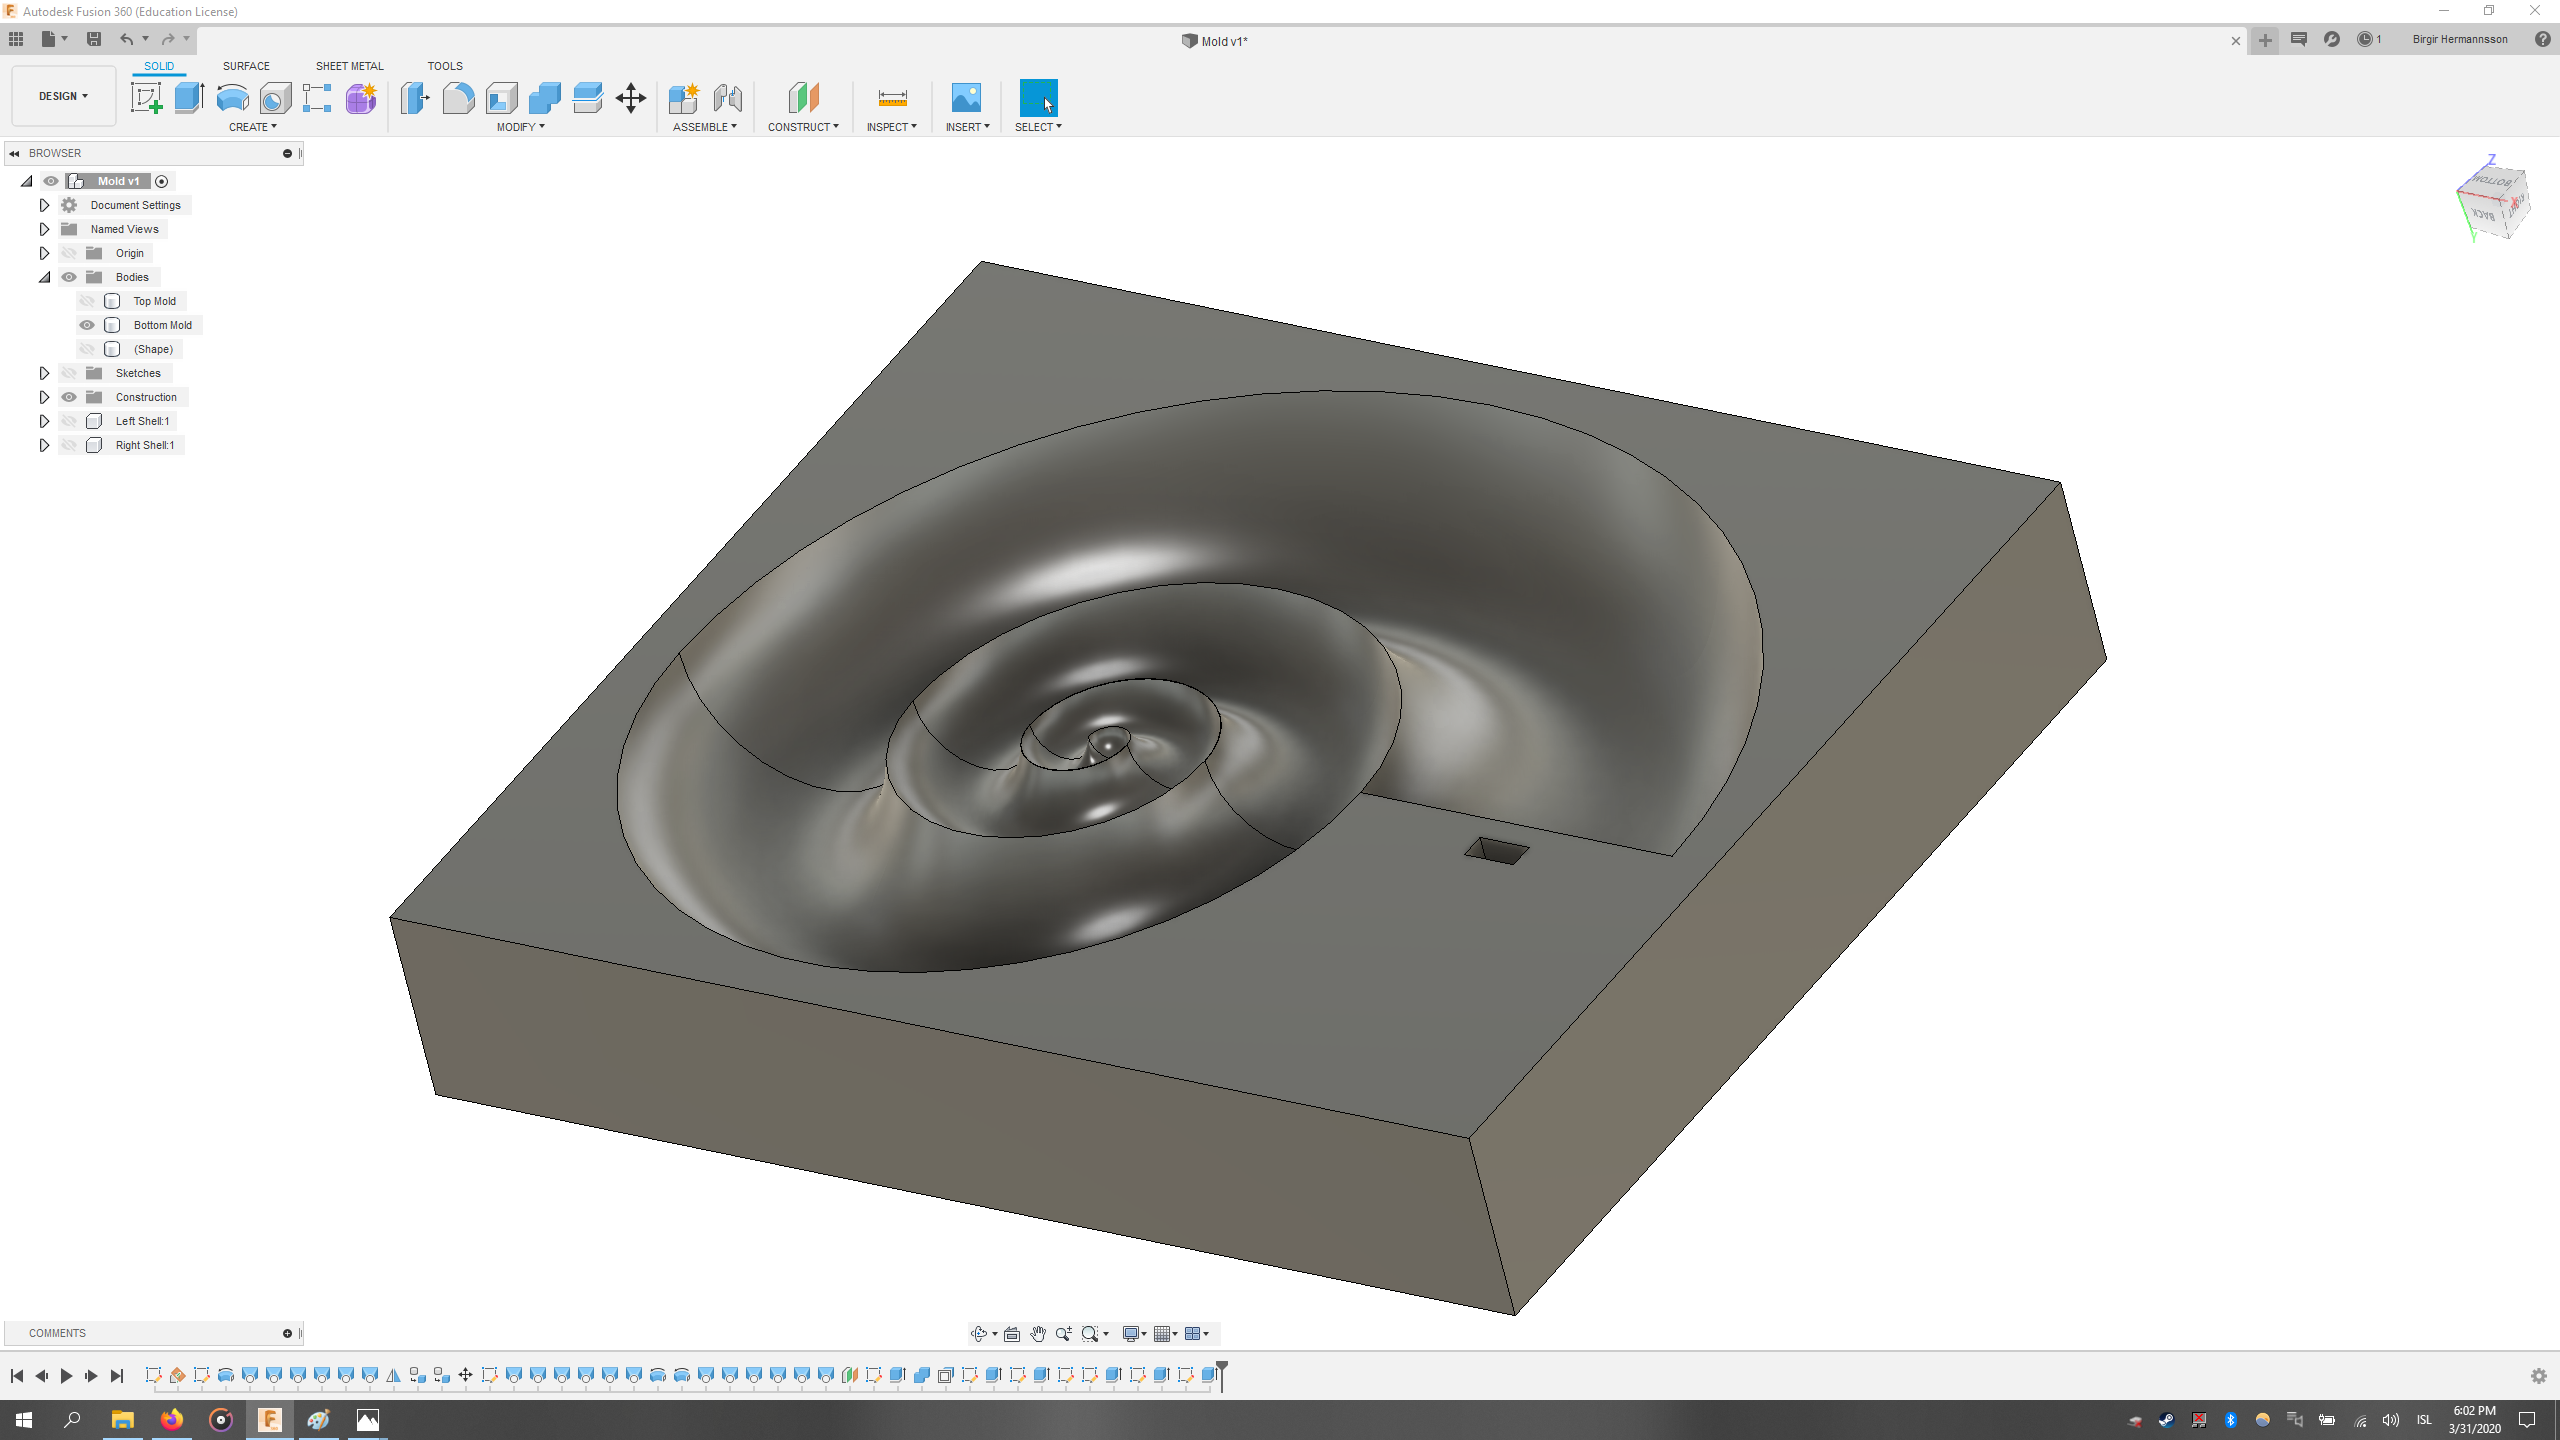 Autodesk Fusion 360 (Education License)
Mold v1*
1
Birgir Hermannsson
DESIGN
SOLID
SURFACE
SHEET METAL
TOOLS
CREATE
MODIFY
ASSEMBLE
CONSTRUCT
INSPECT
INSERT
SELECT
BROWSER
Mold v1
Document Settings
Named Views
Origin
Bodies
Top Mold
Bottom Mold
(Shape)
Sketches
Construction
Left Shell:1
Right Shell:1
Z
BOTTOM
BACK
RIGHT
X
Y
COMMENTS
ISL
6:02 PM
3/31/2020